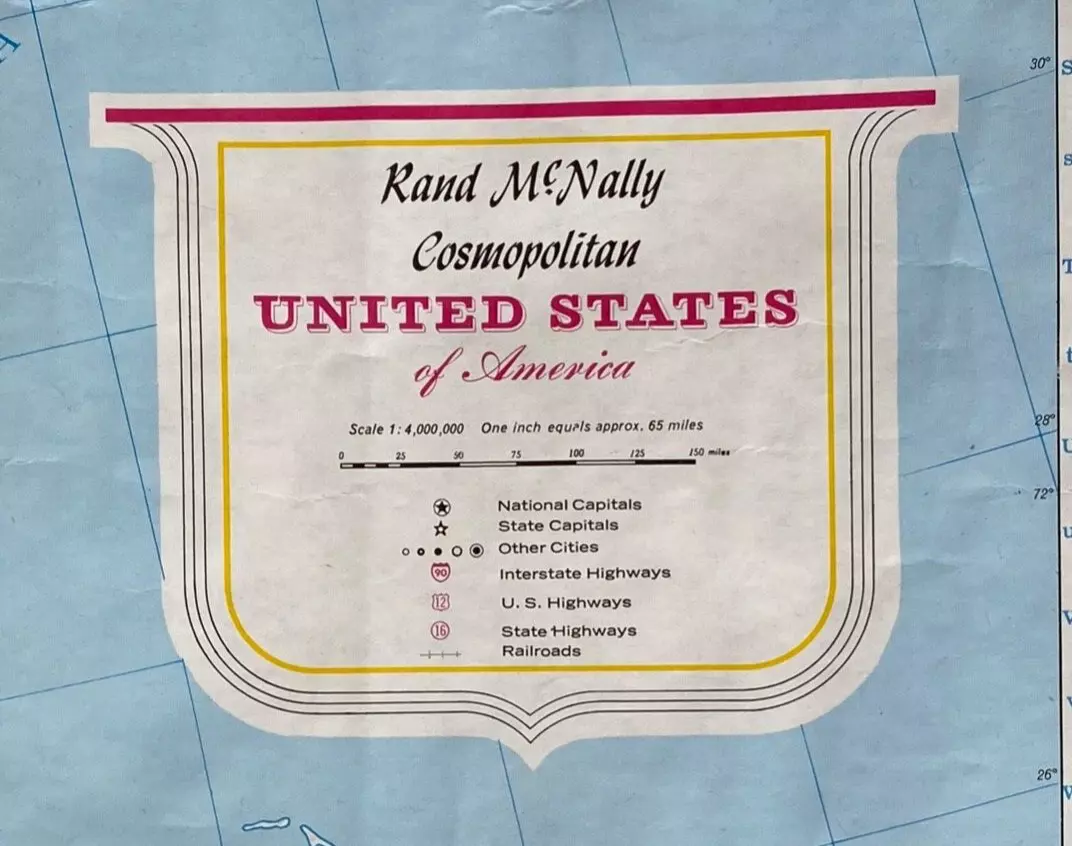 A
30°
Rand McNally
Cosmopolitan
UNITED STATES
of America
Scale 1:4,000,000 One inch equals approx. 65 miles
0 25 50 75 100 125 150 miles
28°
72°
National Capitals
State Capitals
Other Cities
90 Interstate Highways
12 U. S. Highways
16 State Highways
Railroads
26°